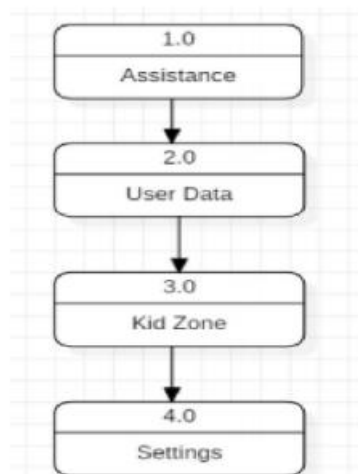 1.0
Assistance
2.0
User Data
3.0
Kid Zone
4.0
Settings